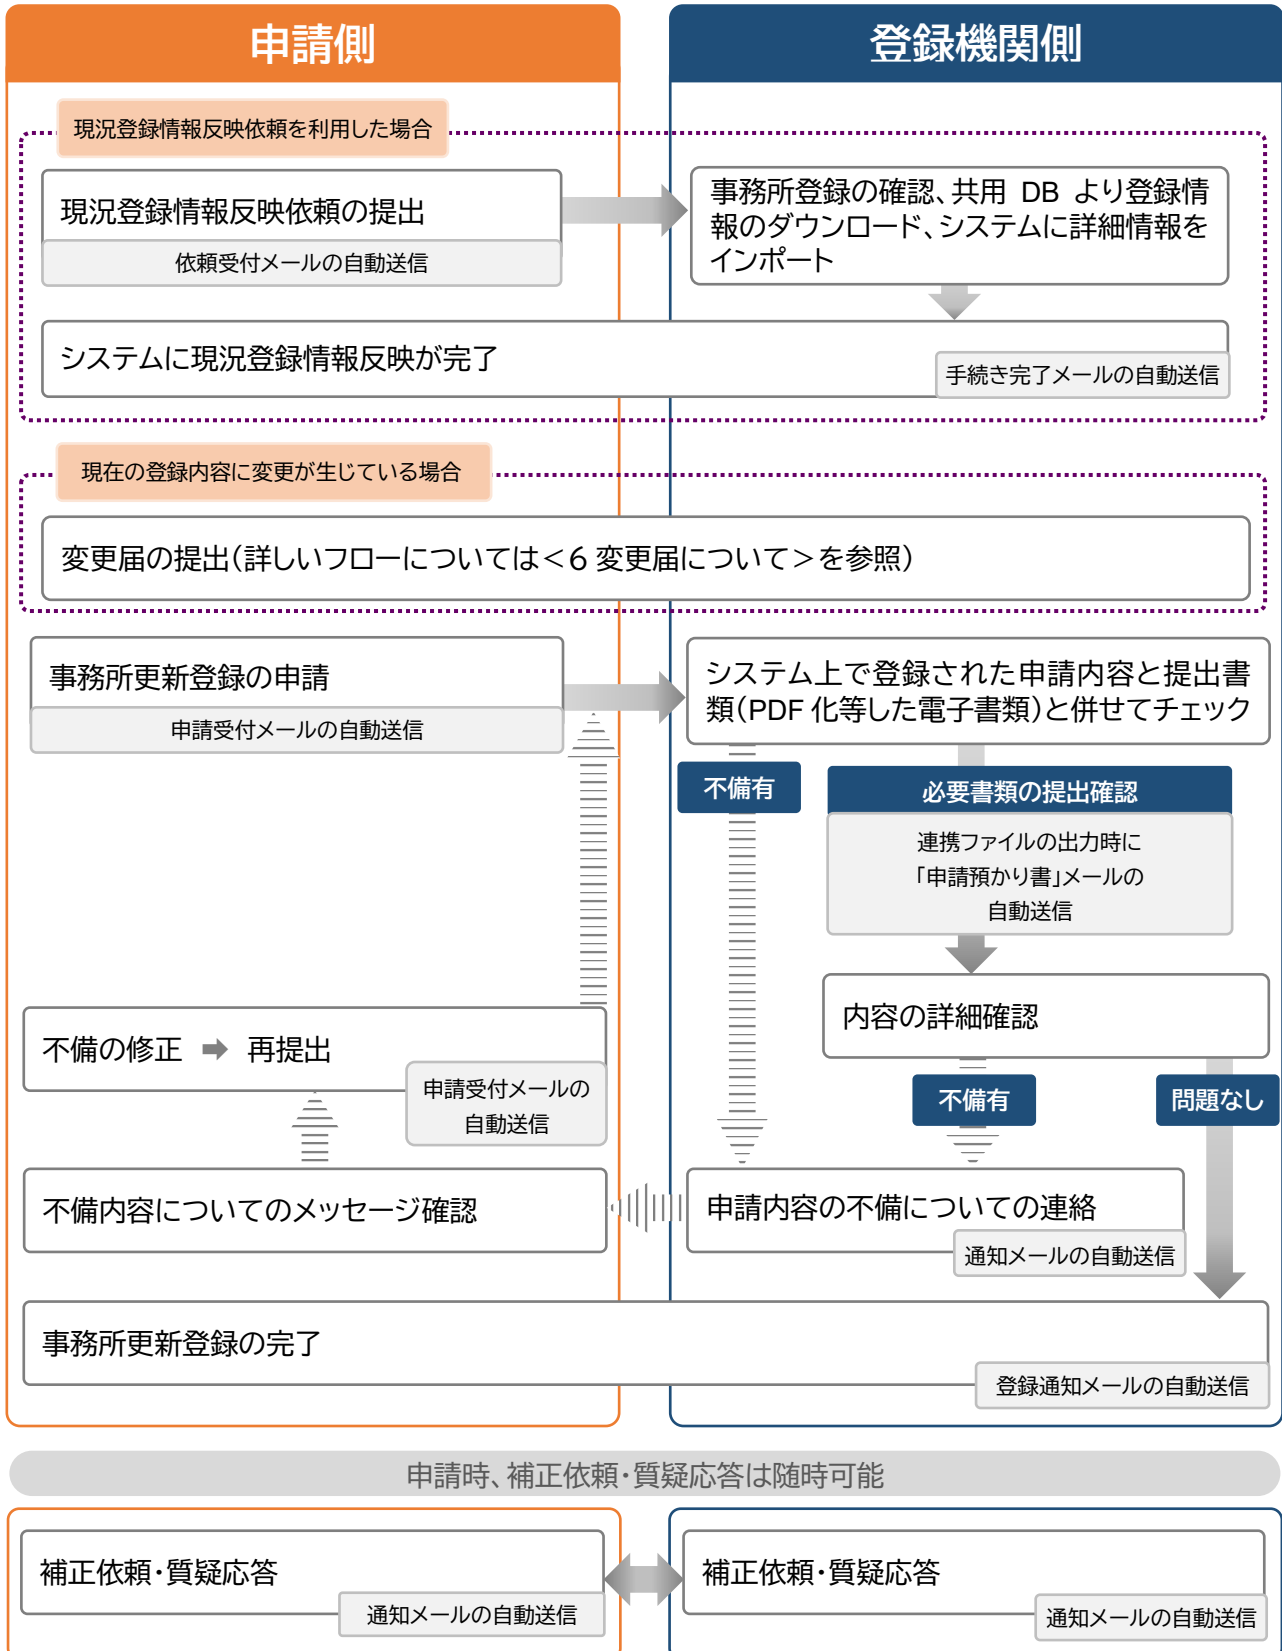 申請側
登録機関側
現況登録情報反映依頼を利用した場合
現況登録情報反映依頼の提出
依頼受付メールの自動送信
事務所登録の確認、共用 DB より登録情
報のダウンロード、システムに詳細情報を
インポート
システムに現況登録情報反映が完了
手続き完了メールの自動送信
現在の登録内容に変更が生じている場合
変更届の提出(詳しいフローについては<6 変更届について>を参照)
事務所更新登録の申請
申請受付メールの自動送信
システム上で登録された申請内容と提出書
類(PDF 化等した電子書類)と併せてチェック
不備有
必要書類の提出確認
連携ファイルの出力時に
「申請預かり書」メールの
自動送信
内容の詳細確認
不備の修正 ➡ 再提出
申請受付メールの
自動送信
不備有
問題なし
不備内容についてのメッセージ確認
申請内容の不備についての連絡
通知メールの自動送信
事務所更新登録の完了
登録通知メールの自動送信
申請時、補正依頼・質疑応答は随時可能
補正依頼・質疑応答
通知メールの自動送信
補正依頼・質疑応答
通知メールの自動送信